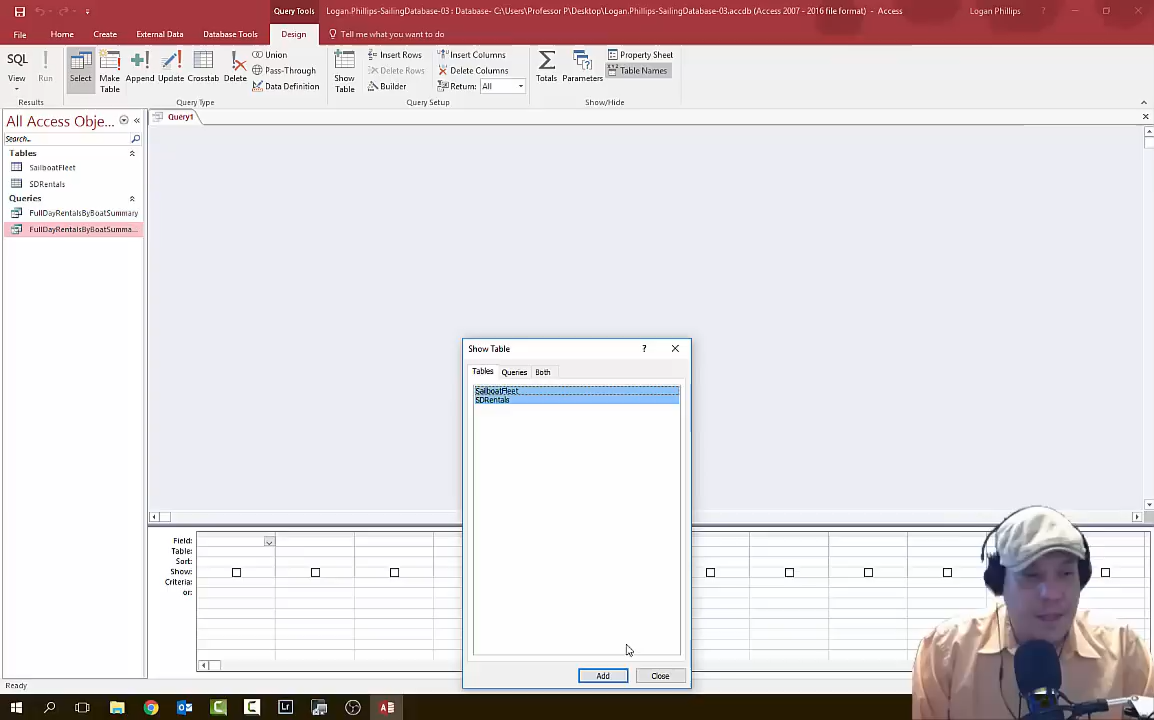 Query Tools
Logan.Phillips-SailingDatabase-03 : Database- C:\Users\Professor P\Desktop\Logan.Phillips-SailingDatabase-03.accdb (Access 2007 - 2016 file format) - Access
Logan Phillips
?
File
Home
Create
External Data
Database Tools
Design
Tell me what you want to do
SQL
View
Run
Select
Make Table
Append
Update
Crosstab
Delete
Union
Pass-Through
Data Definition
Show Table
Insert Rows
Delete Rows
Builder
Insert Columns
Delete Columns
Return: All
Totals
Parameters
Property Sheet
Table Names
Results
Query Type
Query Setup
Show/Hide
All Access Obje...
Search...
Tables
SailboatFleet
SDRentals
Queries
FullDayRentalsByBoatSummary
FullDayRentalsByBoatSumma...
Query1
Show Table
?
Tables
Queries
Both
SailboatFleet
SDRentals
Add
Close
Field:
Table:
Sort:
Show:
Criteria:
or:
Ready